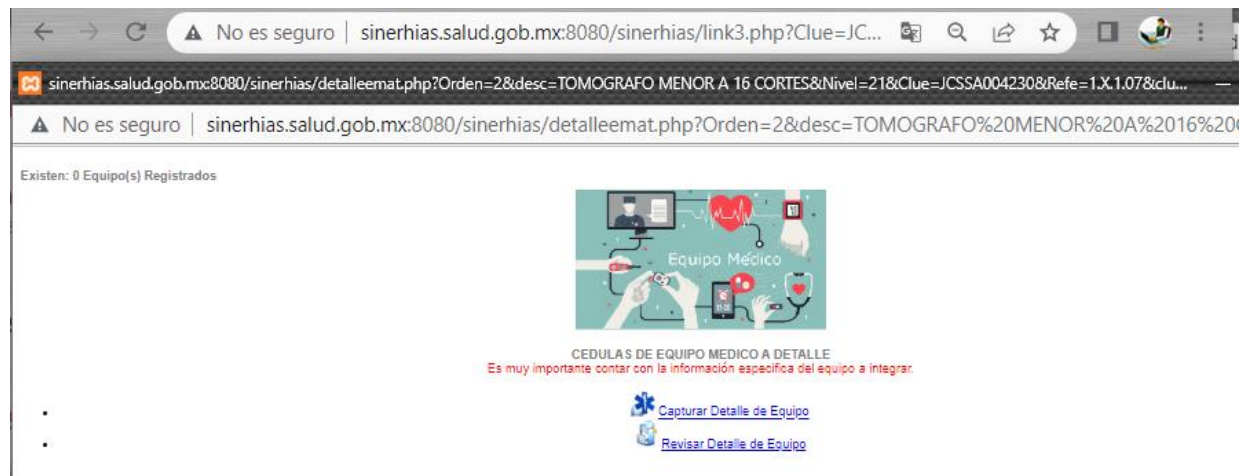 No es seguro | sinerhias.salud.gob.mx:8080/sinerhias/link3.php?Clue=JC...
sinerhias.salud.gob.mx:8080/sinerhias/detalleemat.php?Orden=2&desc=TOMOGRAFO MENOR A 16 CORTES&Nivel=21&Clue=JCSSA004230&Refe=1.X.1.07&clu...
No es seguro | sinerhias.salud.gob.mx:8080/sinerhias/detalleemat.php?Orden=2&desc=TOMOGRAFO%20MENOR%20A%2016%20
Existen: 0 Equipo(s) Registrados
Equipo Médico
CEDULAS DE EQUIPO MEDICO A DETALLE
Es muy importante contar con la información especifica del equipo a integrar.
Capturar Detalle de Equipo
Revisar Detalle de Equipo